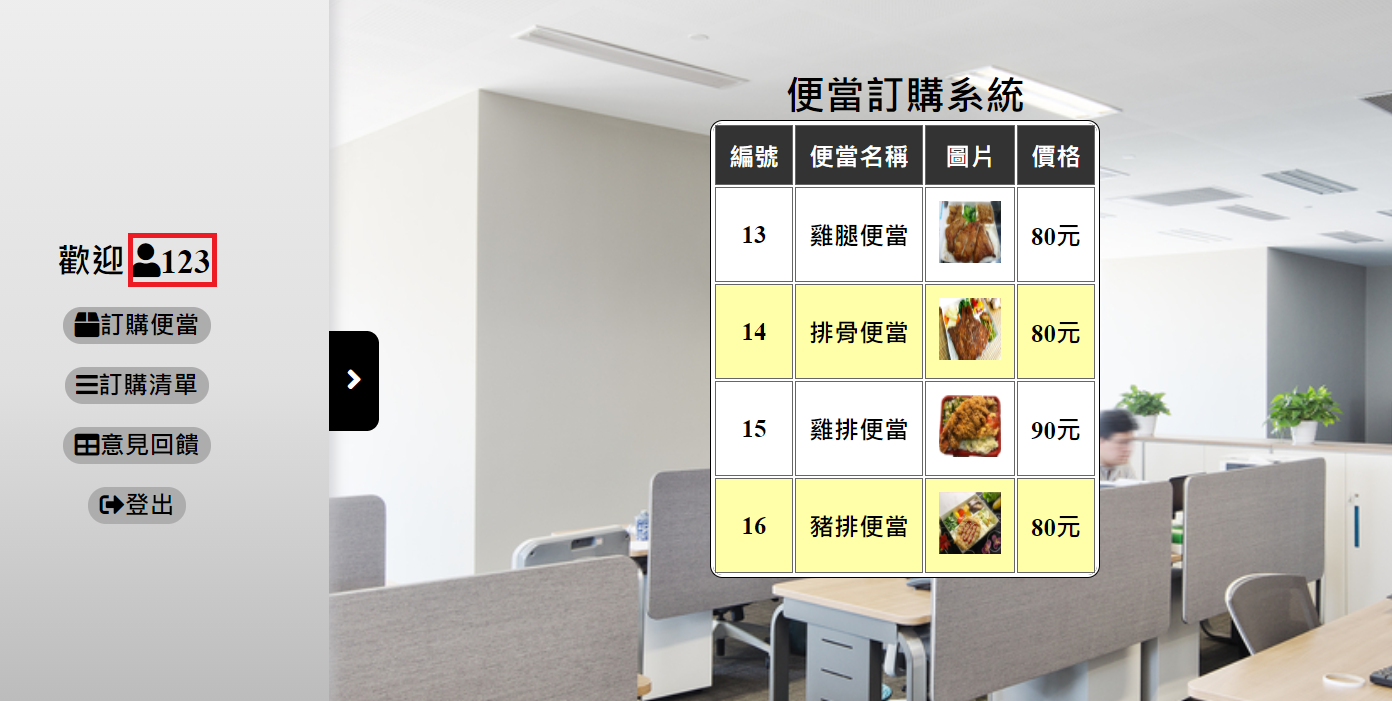 歡迎 123
訂購便當
訂購清單
意見回饋
登出
便當訂購系統
編號 便當名稱 圖片 價格
13 雞腿便當 80元
14 排骨便當 80元
15 雞排便當 90元
16 豬排便當 80元